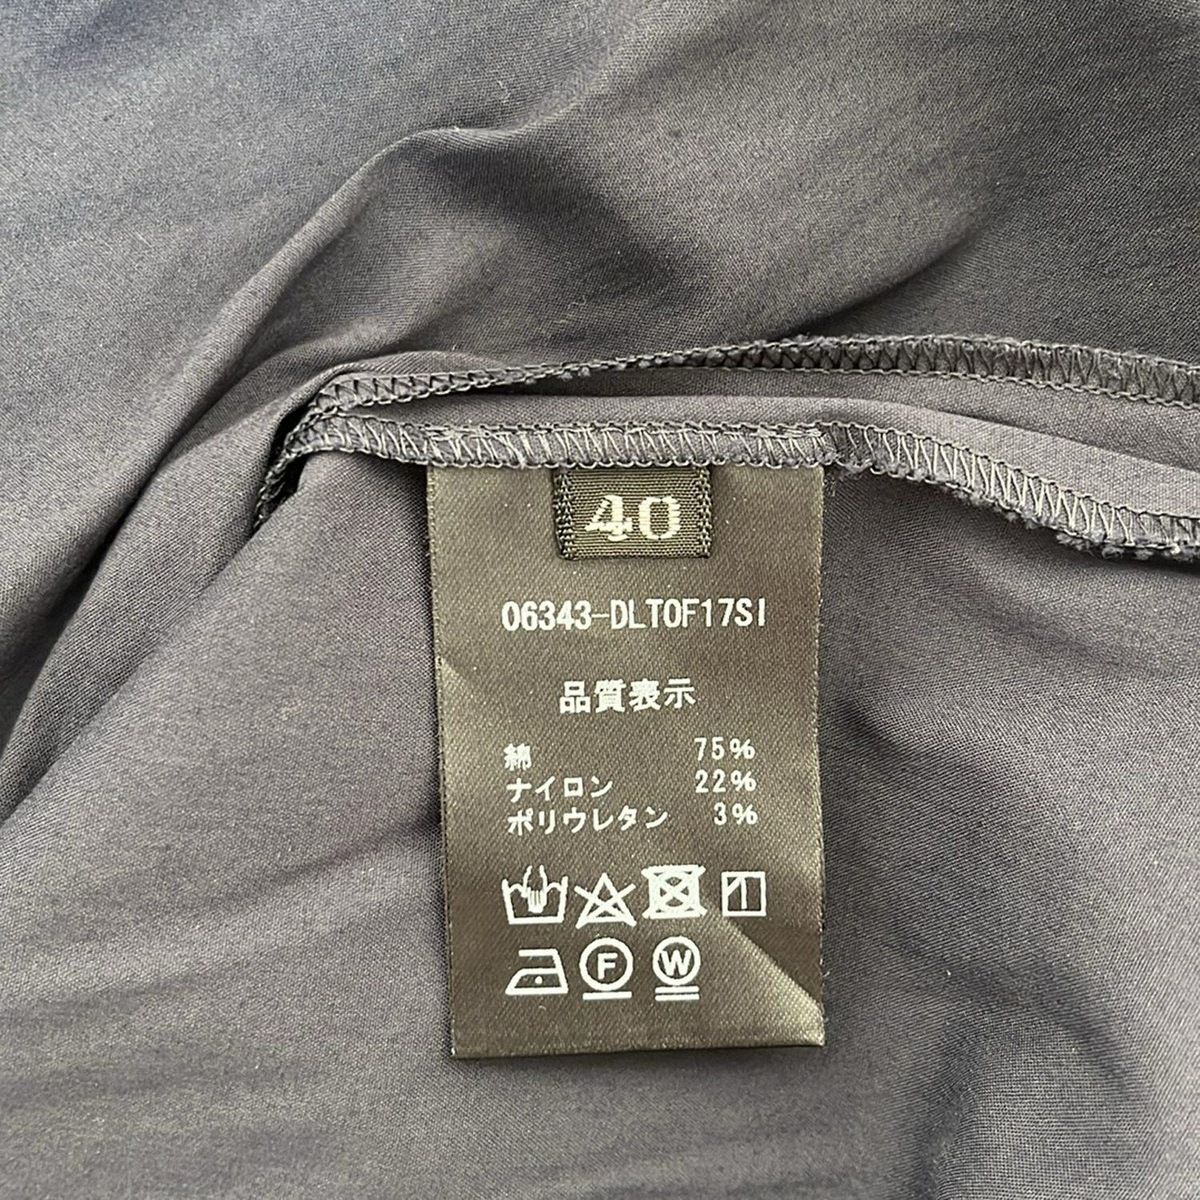 40
06343-DLT0F17SI
品質表示
綿 75%
ナイロン 22%
ポリウレタン 3%
F W